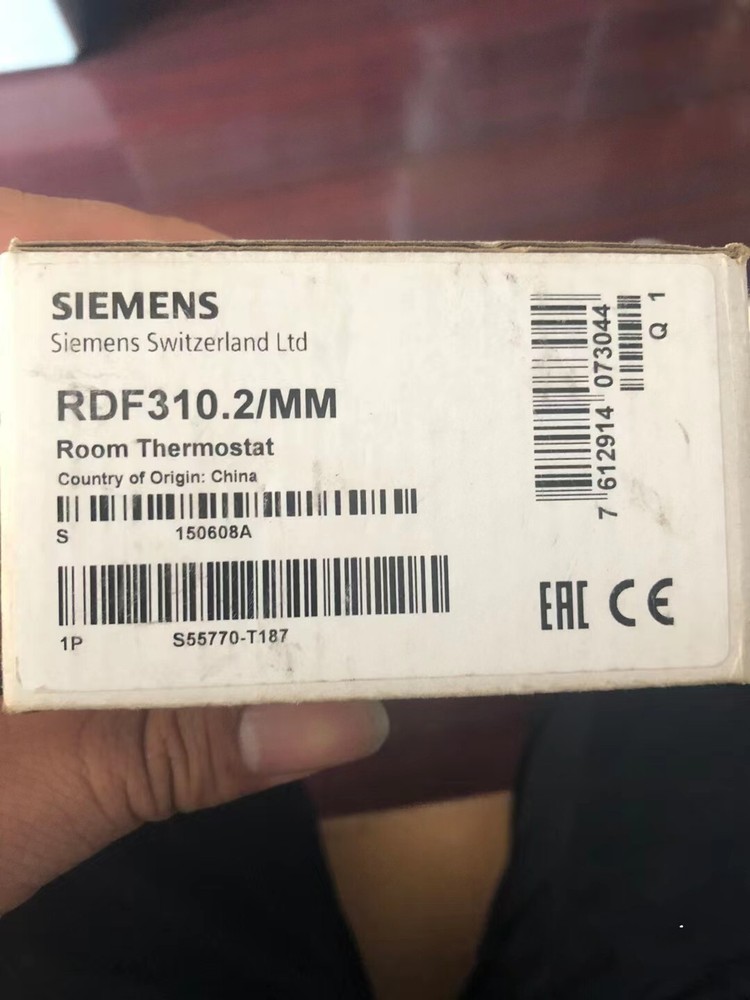 SIEMENS
Siemens Switzerland Ltd
RDF310.2/MM
Room Thermostat
Country of Origin: China
S 150608A
1P S55770-T187
7 612914 073044
Q 1
EAC CE